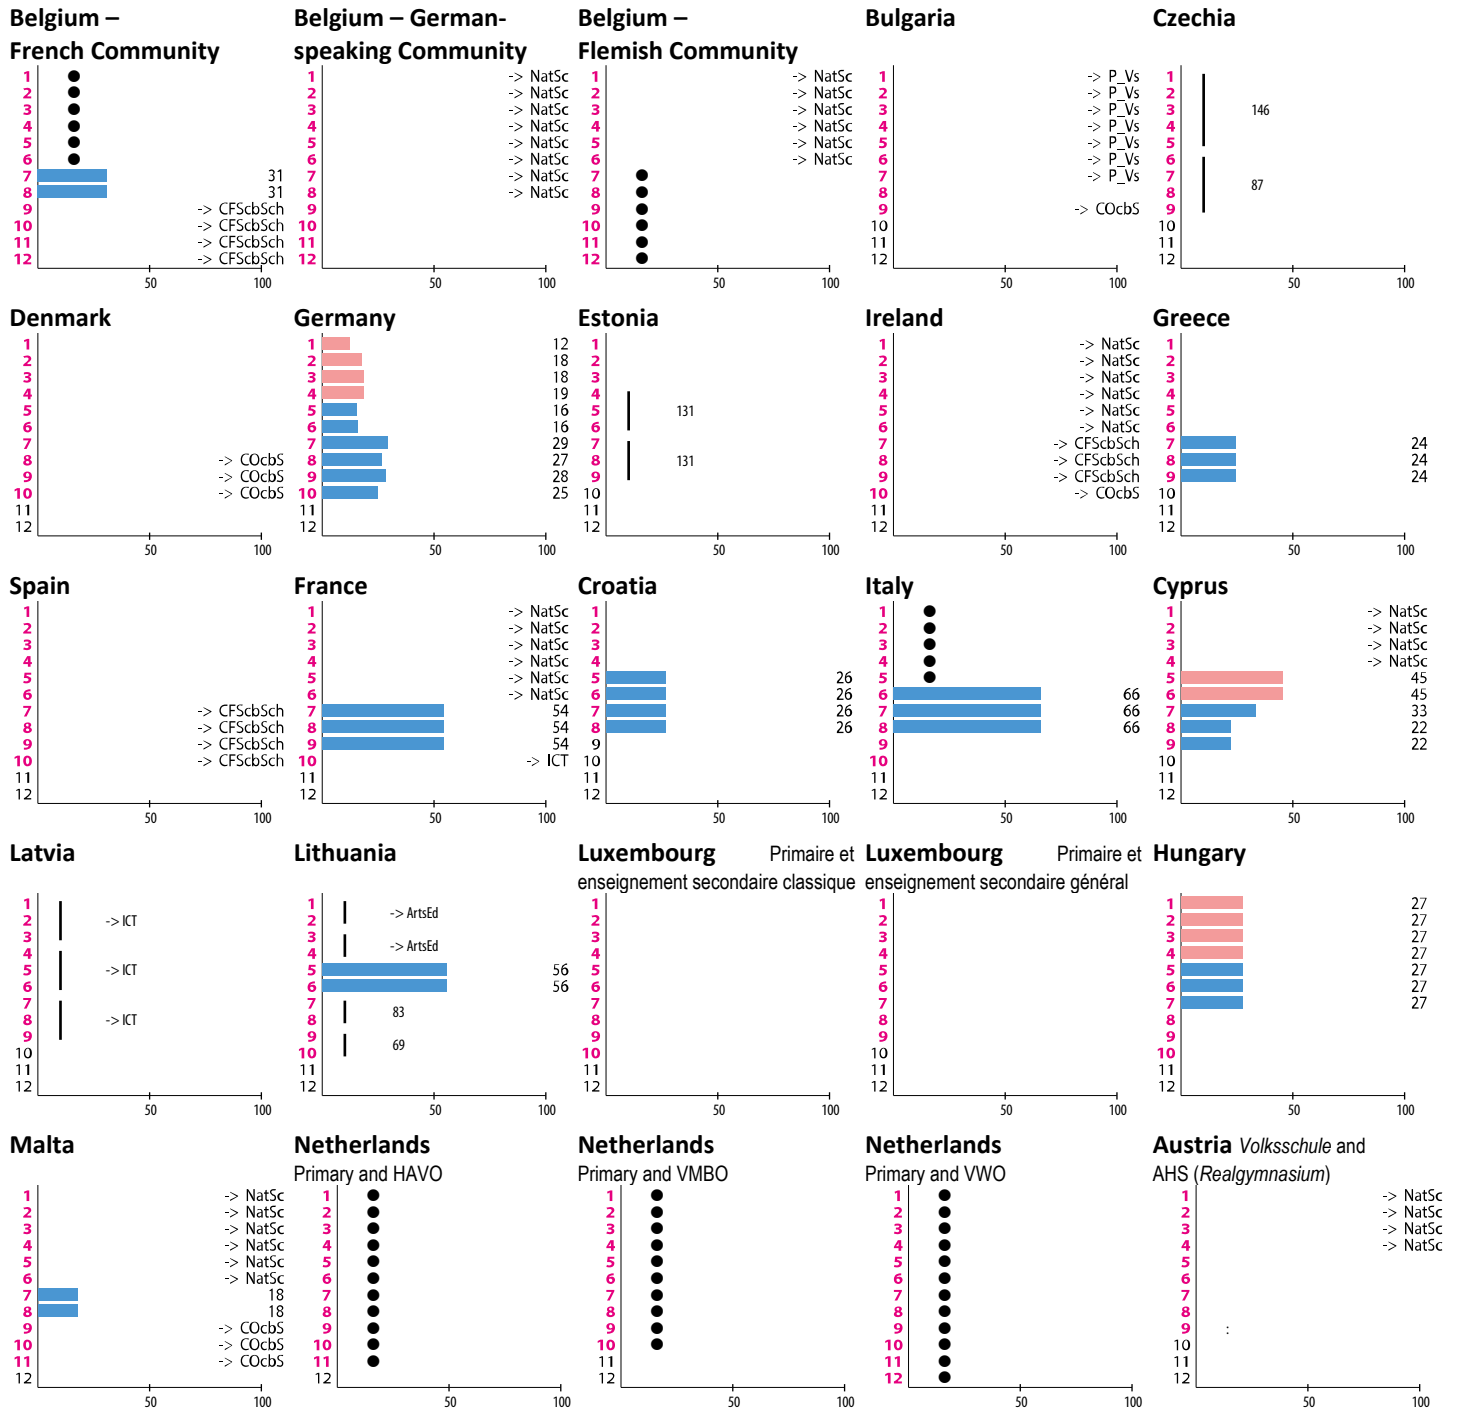 Belgium –
French Community
1
2
3
4
5
6
7 31
8 31
9 -> CFScbSch
10 -> CFScbSch
11 -> CFScbSch
12 -> CFScbSch
50 100
Belgium – German-
speaking Community
1 -> NatSc
2 -> NatSc
3 -> NatSc
4 -> NatSc
5 -> NatSc
6 -> NatSc
7 -> NatSc
8 -> NatSc
9
10
11
12
50 100
Belgium –
Flemish Community
1 -> NatSc
2 -> NatSc
3 -> NatSc
4 -> NatSc
5 -> NatSc
6 -> NatSc
7
8
9
10
11
12
50 100
Bulgaria
1 -> P_Vs
2 -> P_Vs
3 -> P_Vs
4 -> P_Vs
5 -> P_Vs
6 -> P_Vs
7 -> P_Vs
8
9 -> COcbS
10
11
12
50 100
Czechia
1
2
3 146
4
5
6
7
8 87
9
10
11
12
50 100
Denmark
1
2
3
4
5
6
7
8 -> COcbS
9 -> COcbS
10 -> COcbS
11
12
50 100
Germany
1 12
2 18
3 18
4 19
5 16
6 16
7 29
8 27
9 28
10 25
11
12
50 100
Estonia
1
2
3
4
5 131
6
7
8 131
9
10
11
12
50 100
Ireland
1 -> NatSc
2 -> NatSc
3 -> NatSc
4 -> NatSc
5 -> NatSc
6 -> NatSc
7 -> CFScbSch
8 -> CFScbSch
9 -> CFScbSch
10 -> COcbS
11
12
50 100
Greece
1
2
3
4
5
6
7 24
8 24
9 24
10
11
12
50 100
Spain
1
2
3
4
5
6
7 -> CFScbSch
8 -> CFScbSch
9 -> CFScbSch
10 -> CFScbSch
11
12
50 100
France
1 -> NatSc
2 -> NatSc
3 -> NatSc
4 -> NatSc
5 -> NatSc
6 -> NatSc
7 54
8 54
9 54
10 -> ICT
11
12
50 100
Croatia
1
2
3
4
5 26
6 26
7 26
8 26
9
10
11
12
50 100
Italy
1
2
3
4
5
6 66
7 66
8 66
9
10
11
12
50 100
Cyprus
1 -> NatSc
2 -> NatSc
3 -> NatSc
4 -> NatSc
5 45
6 45
7 33
8 22
9 22
10
11
12
50 100
Latvia
1
2 -> ICT
3
4
5 -> ICT
6
7
8 -> ICT
9
10
11
12
50 100
Lithuania
1 -> ArtsEd
2
3 -> ArtsEd
4
5 56
6 56
7 83
8
9 69
10
11
12
50 100
Luxembourg Primaire et
enseignement secondaire classique
1
2
3
4
5
6
7
8
9
10
11
12
50 100
Luxembourg Primaire et
enseignement secondaire général
1
2
3
4
5
6
7
8
9
10
11
12
50 100
Hungary
1 27
2 27
3 27
4 27
5 27
6 27
7 27
8
9
10
11
12
50 100
Malta
1 -> NatSc
2 -> NatSc
3 -> NatSc
4 -> NatSc
5 -> NatSc
6 -> NatSc
7 18
8 18
9 -> COcbS
10 -> COcbS
11 -> COcbS
12
50 100
Netherlands
Primary and HAVO
1
2
3
4
5
6
7
8
9
10
11
12
50 100
Netherlands
Primary and VMBO
1
2
3
4
5
6
7
8
9
10
11
12
50 100
Netherlands
Primary and VWO
1
2
3
4
5
6
7
8
9
10
11
12
50 100
Austria Volksschule and
AHS (Realgymnasium)
1 -> NatSc
2 -> NatSc
3 -> NatSc
4 -> NatSc
5
6
7
8
9 :
10
11
12
50 100